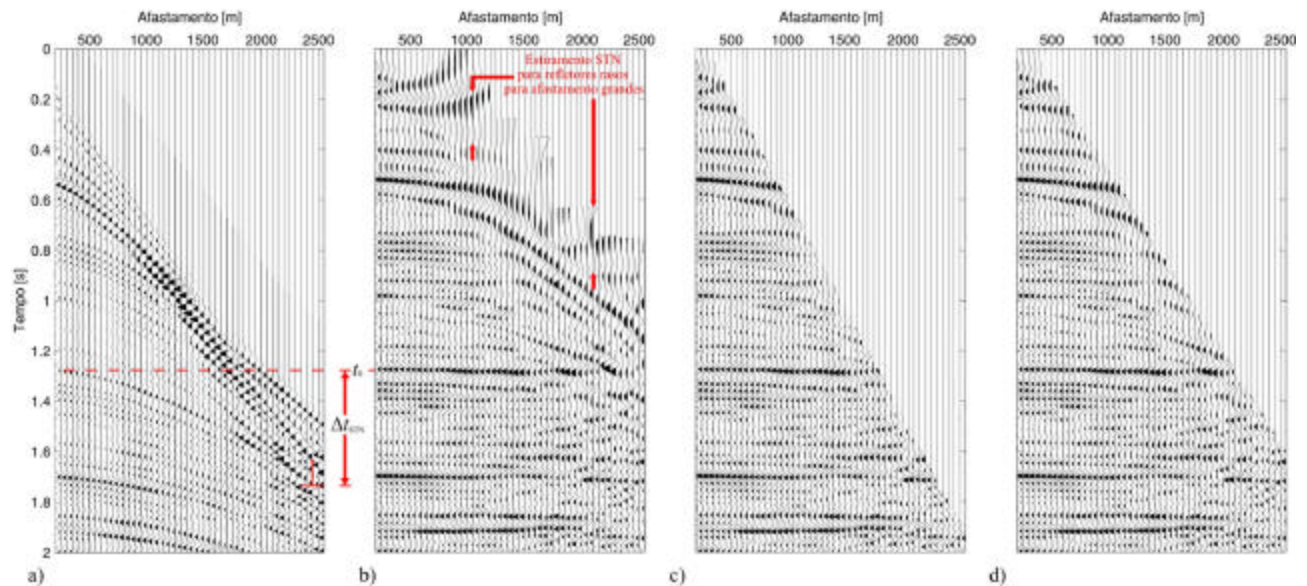 Afastamento [m]
500 1000 1500 2000 2500
Afastamento [m]
500 1000 1500 2000 2500
Afastamento [m]
500 1000 1500 2000 2500
Afastamento [m]
500 1000 1500 2000 2500
Tempo [s]
0
0.2
0.4
0.6
0.8
1
1.2
1.4
1.6
1.8
2
Estiramento STN
para refletores rasos
para afastamento grandes
Δt
a)
b)
c)
d)